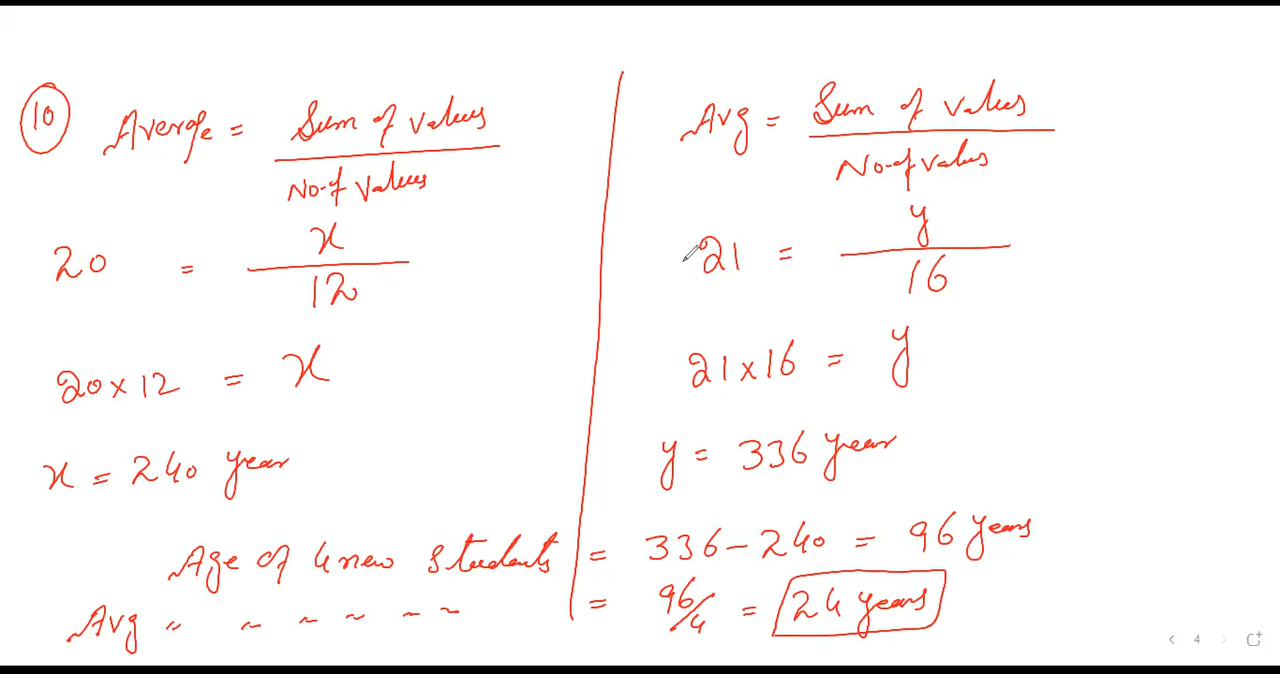 10
Average = Sum of values
No. of Values
20 = x
12
20 x 12 = x
x = 240 year
Avg = Sum of values
No. of values
21 = y
16
21 x 16 = y
y = 336 year
Age of 4 new Students = 336 - 240 = 96 years
Avg " ~ ~ ~ ~ ~ = 96/4 = 24 years
4